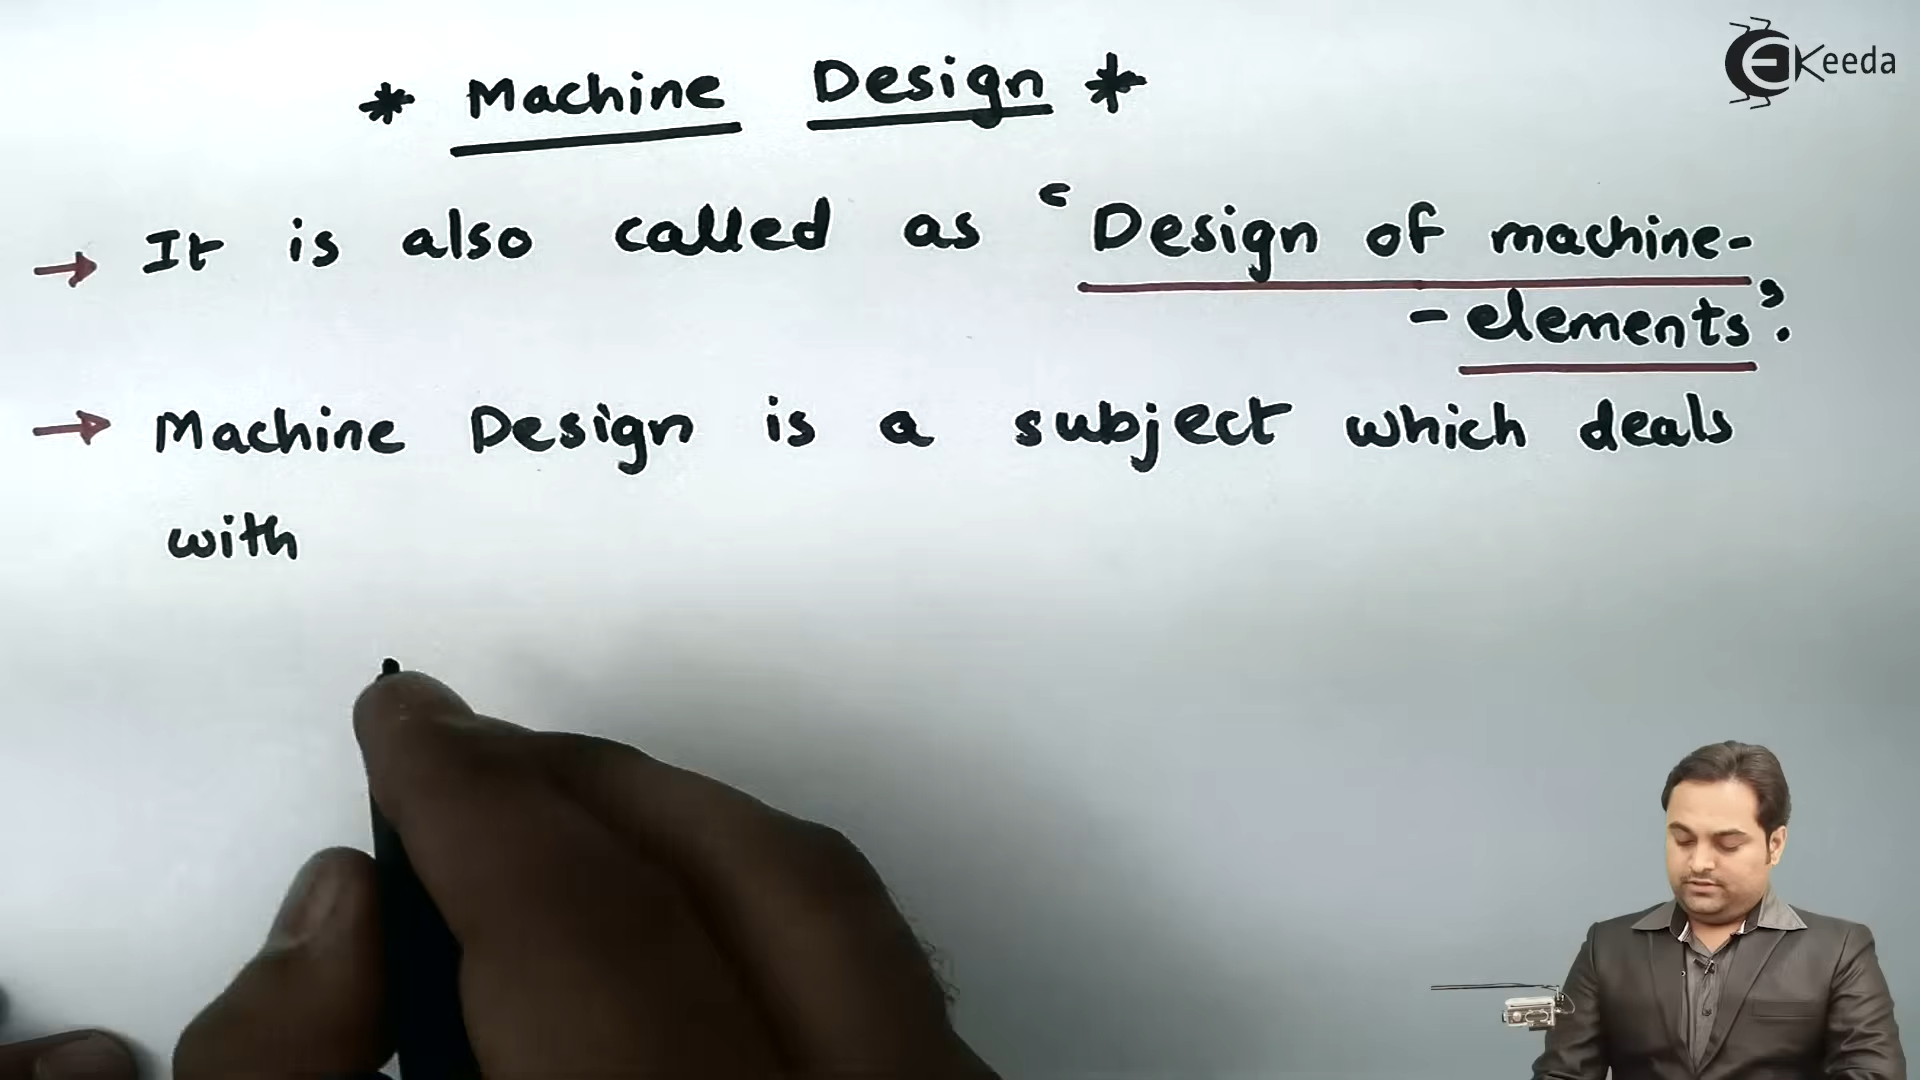 EKeeda
* Machine Design *
→ It is also called as ‘Design of machine-
- elements’.
→ Machine Design is a subject which deals
with